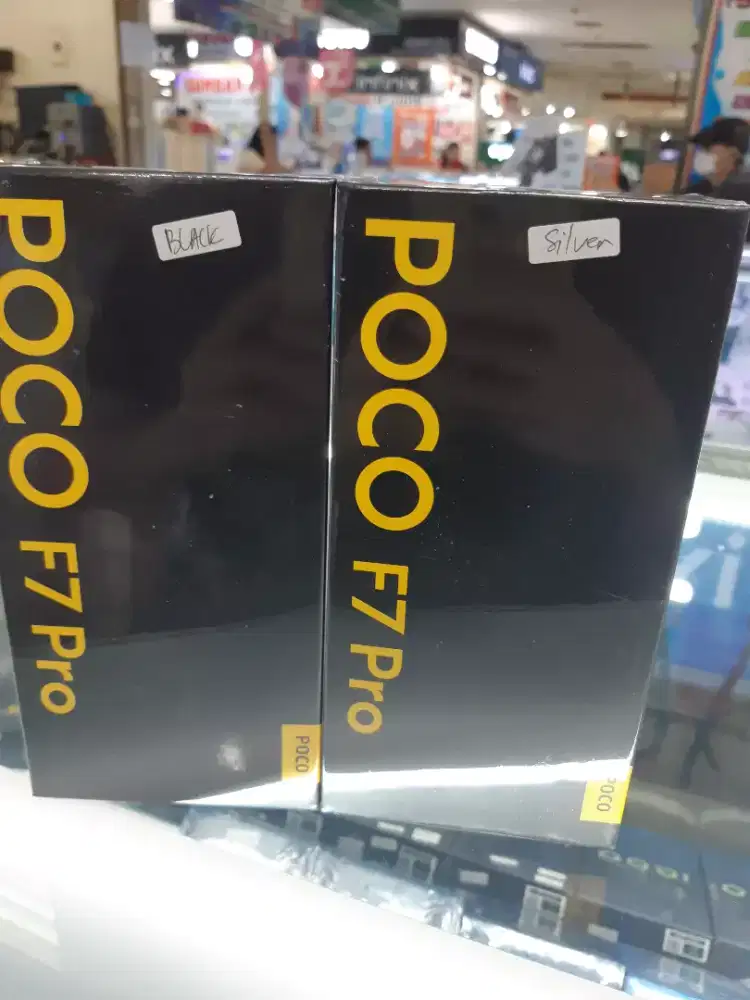 Infinix
BLACK
Silver
POCO F7 Pro
POCO F7 Pro
POCO
POCO